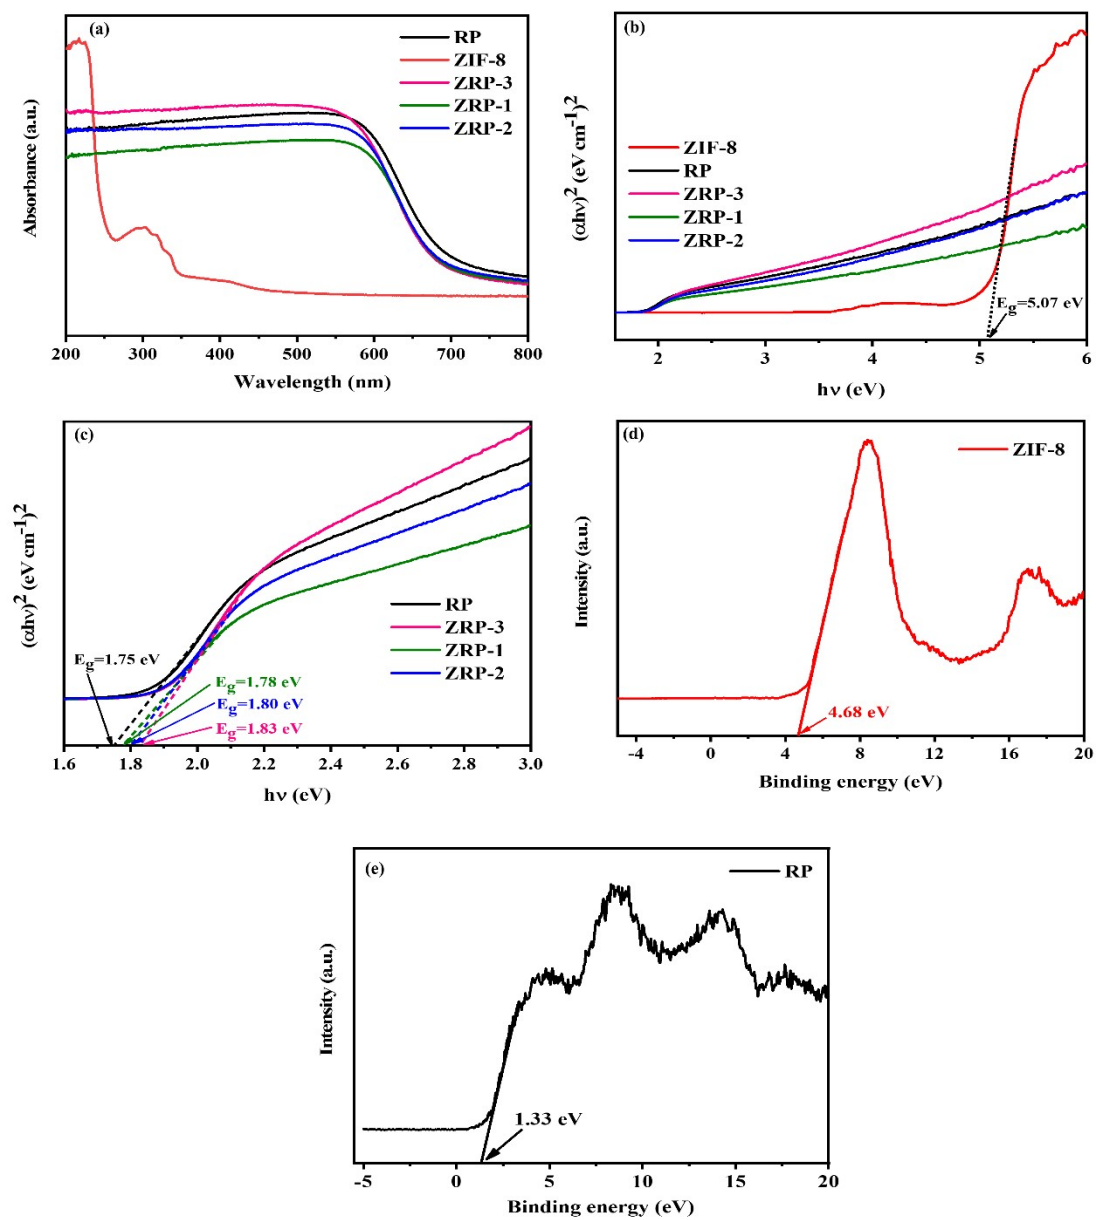 (a)
RP
ZIF-8
ZRP-3
ZRP-1
ZRP-2
Absorbance (a.u.)
200 300 400 500 600 700 800
Wavelength (nm)
(b)
ZIF-8
RP
ZRP-3
ZRP-1
ZRP-2
(αhν)² (eV cm⁻¹)²
E_g=5.07 eV
2 3 4 5 6
hν (eV)
(c)
(αhν)² (eV cm⁻¹)²
RP
ZRP-3
ZRP-1
ZRP-2
E_g=1.75 eV
E_g=1.78 eV
E_g=1.80 eV
E_g=1.83 eV
1.6 1.8 2.0 2.2 2.4 2.6 2.8 3.0
hν (eV)
(d)
ZIF-8
Intensity (a.u.)
4.68 eV
-4 0 4 8 12 16 20
Binding energy (eV)
(e)
RP
Intensity (a.u.)
1.33 eV
-5 0 5 10 15 20
Binding energy (eV)